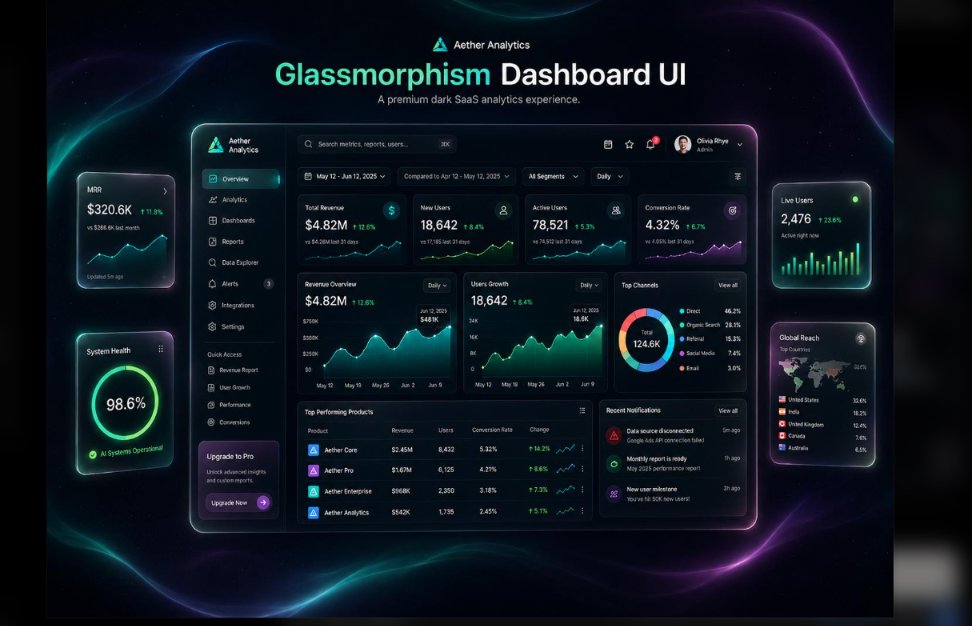 Aether Analytics
Glassmorphism Dashboard UI
A premium dark SaaS analytics experience.
MRR
$320.6K ↑ 11.8%
vs $286.6K last month
Updated 5m ago
System Health
98.6%
AI Systems Operational
Aether
Analytics
Overview
Analytics
Dashboards
Reports
Data Explorer
Alerts 3
Integrations
Settings
Quick Access
Revenue Report
User Growth
Performance
Conversions
Upgrade to Pro
Unlock advanced insights
and custom reports.
Upgrade Now
Search metrics, reports, users...
⌘K
Olivia Rhye
Admin
May 12 - Jun 12, 2025
Compared to Apr 12 - May 12, 2025
All Segments
Daily
Total Revenue
$4.82M ↑ 12.6%
vs $4.28M last 31 days
New Users
18,642 ↑ 8.4%
vs 17,185 last 31 days
Active Users
78,521 ↑ 5.3%
vs 74,512 last 31 days
Conversion Rate
4.32% ↑ 6.7%
vs 4.05% last 31 days
Revenue Overview
Daily
$4.82M ↑ 12.6%
Jun 12, 2025
$481K
$750K
$500K
$250K
$0
May 12 May 19 May 26 Jun 2 Jun 9
Users Growth
Daily
18,642 ↑ 8.4%
Jun 12, 2025
18.6K
24K
16K
8K
0
May 12 May 19 May 26 Jun 2 Jun 9
Top Channels
View all
Total
124.6K
Direct 46.2%
Organic Search 28.1%
Referral 15.3%
Social Media 7.4%
Email 3.0%
Top Performing Products
Product Revenue Users Conversion Rate Change
Aether Core $2.45M 8,432 5.32% ↑ 14.2%
Aether Pro $1.67M 6,125 4.21% ↑ 8.6%
Aether Enterprise $968K 2,350 3.18% ↑ 7.3%
Aether Analytics $542K 1,735 2.45% ↑ 5.1%
Recent Notifications
View all
Data source disconnected 5m ago
Google Ads API connection failed
Monthly report is ready 1h ago
May 2025 performance report
New user milestone 2h ago
You've hit 50K new users!
Live Users
2,476 ↑ 23.6%
Active right now
Global Reach
Top Countries
United States 32.6%
India 18.2%
United Kingdom 12.4%
Canada 7.6%
Australia 6.5%